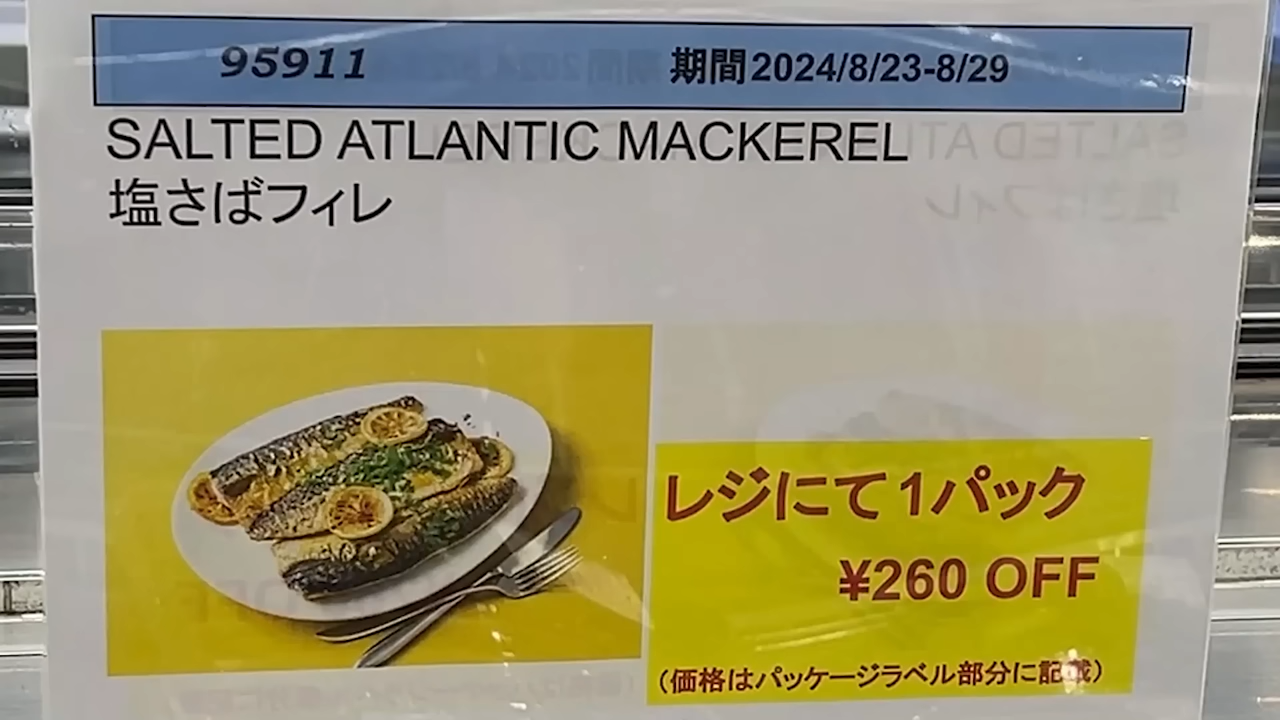 95911 期間2024/8/23-8/29
SALTED ATLANTIC MACKEREL
塩さばフィレ
レジにて1パック
¥260 OFF
(価格はパッケージラベル部分に記載)